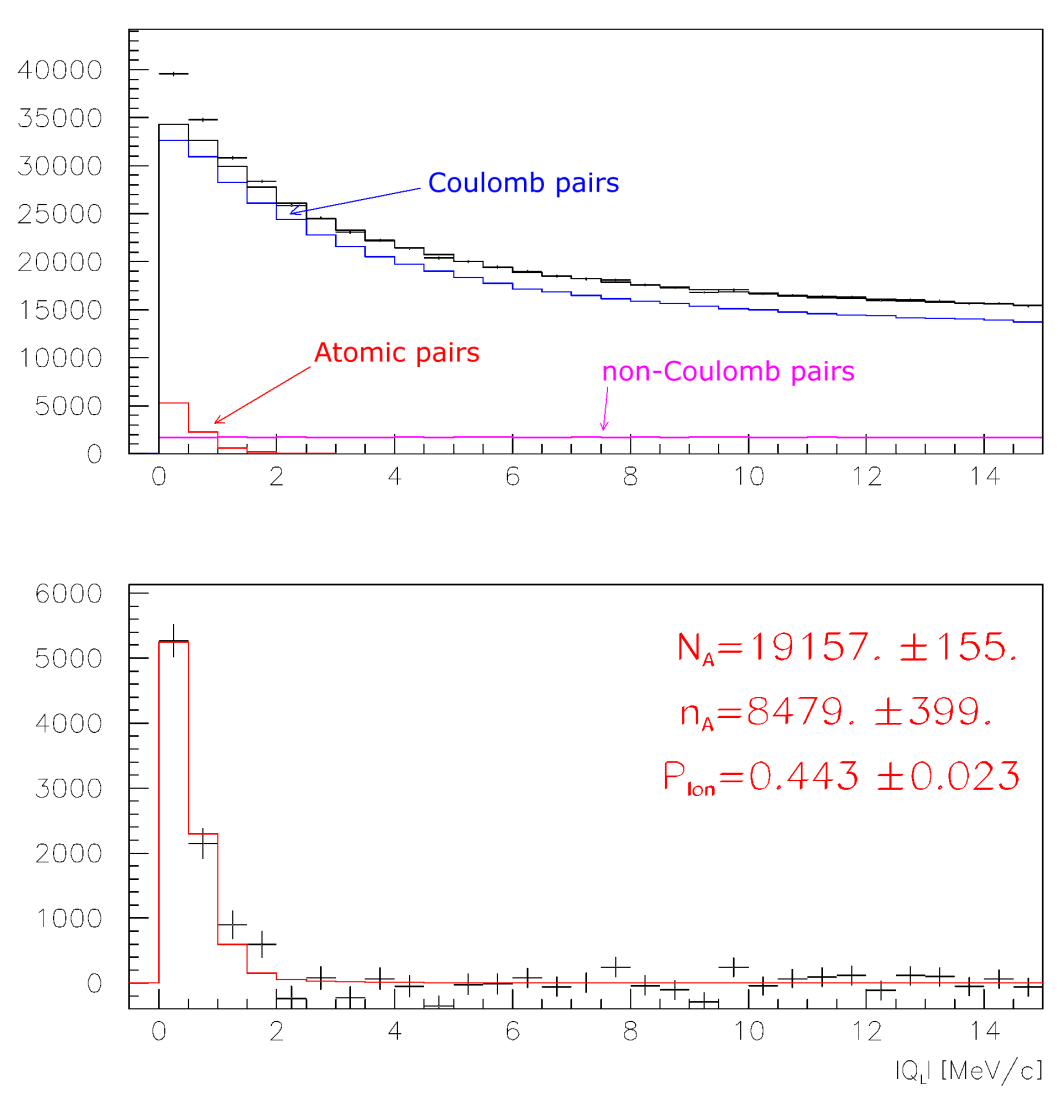 40000
35000
30000
25000
20000
15000
10000
5000
0
Coulomb pairs
Atomic pairs
non-Coulomb pairs
0 2 4 6 8 10 12 14
6000
5000
4000
3000
2000
1000
0
N_A=19157. ±155.
n_A=8479. ±399.
P_Ion=0.443 ±0.023
0 2 4 6 8 10 12 14
|Q_L| [MeV/c]